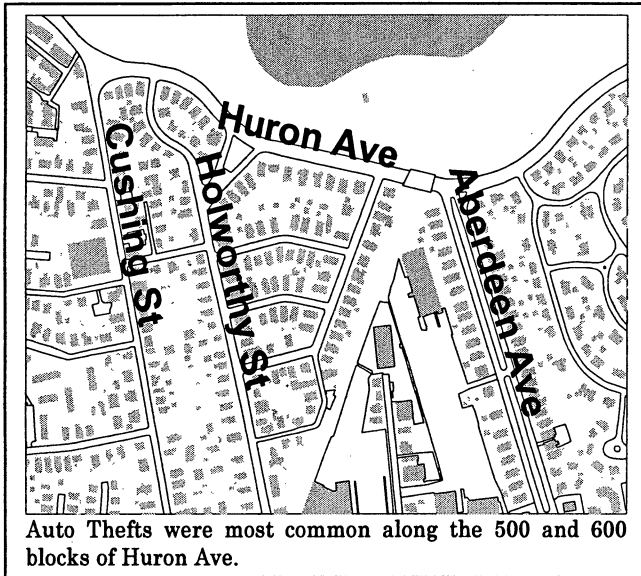 Huron Ave
Cushing St
Holworthy St
Aberdeen Ave
Auto Thefts were most common along the 500 and 600
blocks of Huron Ave.